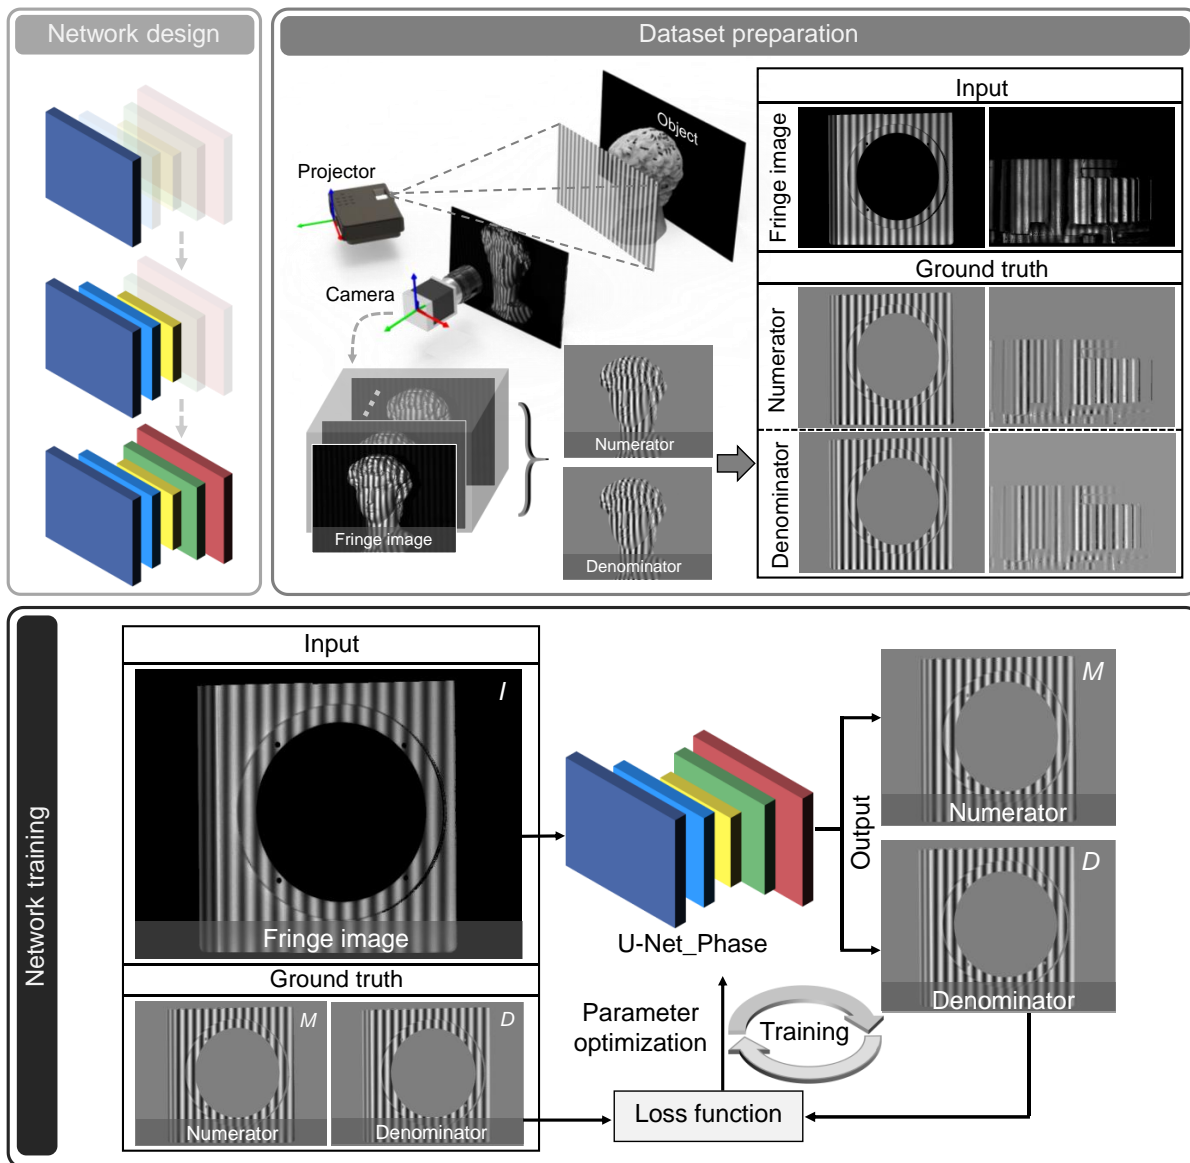 Network design
Dataset preparation
Projector
Object
Camera
Fringe image
Numerator
Denominator
Input
Fringe image
Ground truth
Numerator
Denominator
Network training
Input
I
Fringe image
Ground truth
M
Numerator
D
Denominator
U-Net_Phase
Output
M
Numerator
D
Denominator
Parameter
optimization
Training
Loss function